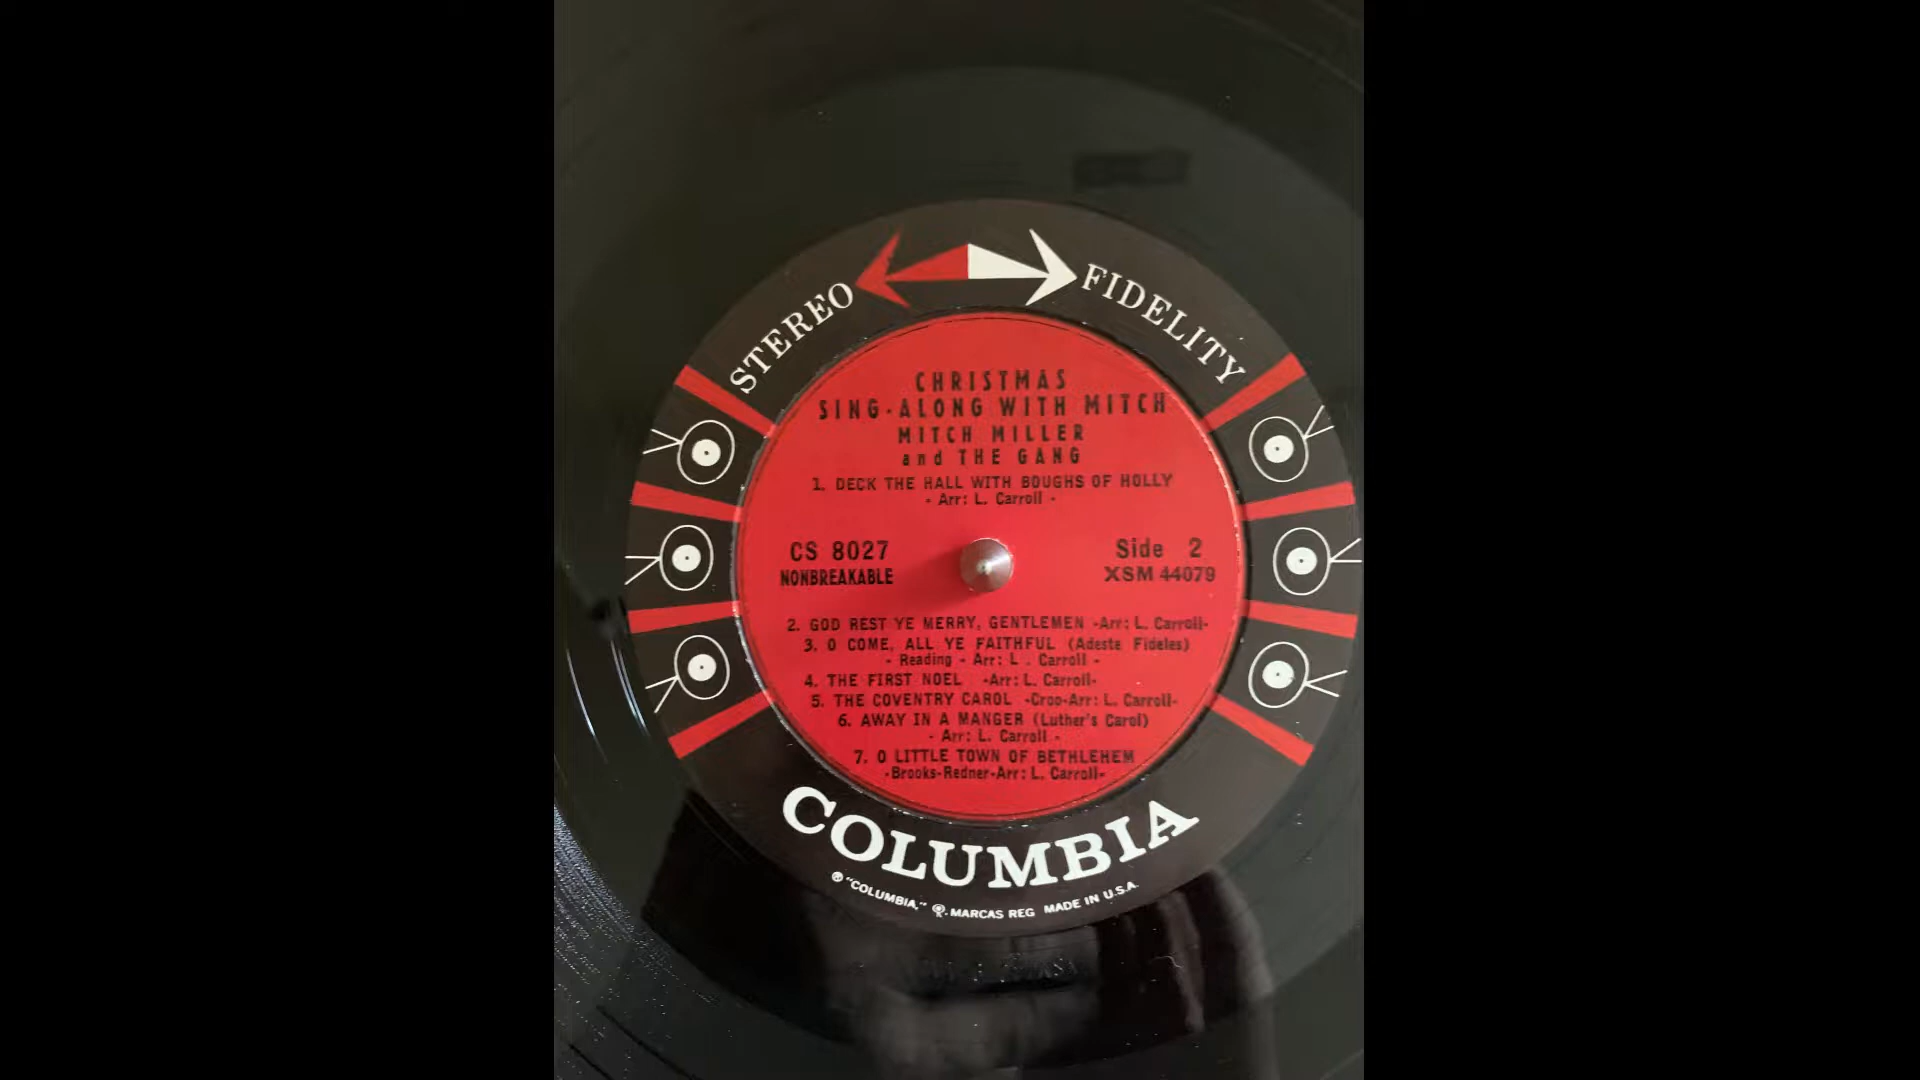 STEREO FIDELITY
CHRISTMAS
SING-ALONG WITH MITCH
MITCH MILLER
and THE GANG
1. DECK THE HALL WITH BOUGHS OF HOLLY
- Arr: L. Carroll -
CS 8027
NONBREAKABLE
Side 2
XSM 44079
2. GOD REST YE MERRY, GENTLEMEN -Arr: L. Carroll-
3. O COME, ALL YE FAITHFUL (Adeste Fideles)
- Reading - Arr: L . Carroll -
4. THE FIRST NOEL -Arr: L. Carroll-
5. THE COVENTRY CAROL -Croo-Arr: L. Carroll-
6. AWAY IN A MANGER (Luther's Carol)
- Arr: L. Carroll -
7. O LITTLE TOWN OF BETHLEHEM
-Brooks-Redner-Arr: L. Carroll-
COLUMBIA
® "COLUMBIA," ®. MARCAS REG MADE IN U.S.A.